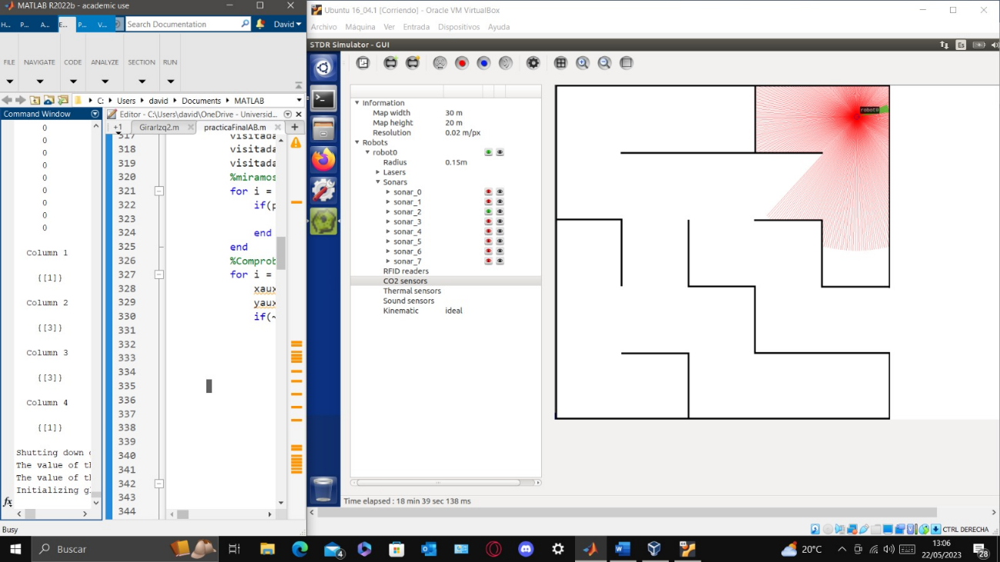 MATLAB R2022b - academic use
H... P... A... E... P... V...
Search Documentation
David
FILE NAVIGATE CODE ANALYZE SECTION RUN
C: Users david Documents MATLAB
Command Window
0
0
0
0
0
0
0
0
0
Column 1
{[1]}
Column 2
{[3]}
Column 3
{[3]}
Column 4
{[1]}
Shutting down
The value of
The value of
Initializing
fx
Busy
Editor - C:\Users\david\OneDrive - Universid...
+1 GirarIzq2.m practicaFinalAB.m
317 visitada
318 visitada
319 visitada
320 %miramos
321 for i =
322 if(p
323
324 end
325 end
326 %Comprob
327 for i =
328 xaux
329 yaux
330 if(~
331
332
333
334
335
336
337
338
339
340
341
342
343
344
Ubuntu 16_04.1 [Corriendo] - Oracle VM VirtualBox
Archivo Máquina Ver Entrada Dispositivos Ayuda
STDR Simulator - GUI
Es
Information
Map width 30 m
Map height 20 m
Resolution 0.02 m/px
Robots
robot0
Radius 0.15m
Lasers
Sonars
sonar_0
sonar_1
sonar_2
sonar_3
sonar_4
sonar_5
sonar_6
sonar_7
RFID readers
CO2 sensors
Thermal sensors
Sound sensors
Kinematic ideal
robot0
Time elapsed : 18 min 39 sec 138 ms
CTRL DERECHA
Buscar
4
20°C
13:06
22/05/2023
28